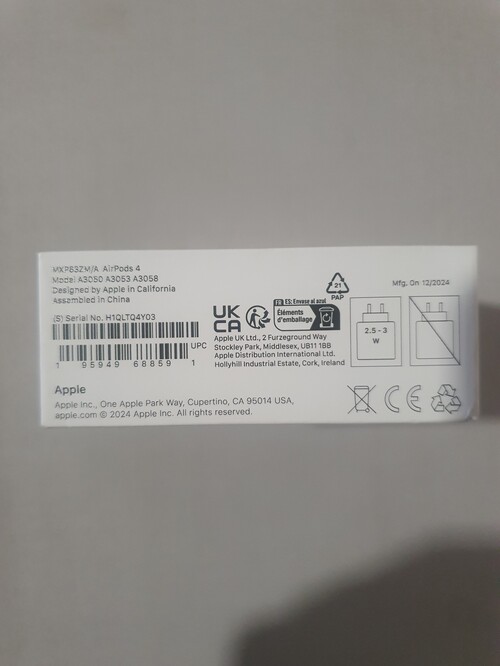 MXP63ZM/A AirPods 4
Model A3050 A3053 A3058
Designed by Apple in California
Assembled in China
(S) Serial No. H1QLTQ4Y03
UPC
1 95949 68859 1
Apple
Apple Inc., One Apple Park Way, Cupertino, CA 95014 USA,
apple.com © 2024 Apple Inc. All rights reserved.
UK
CA
FR ES: Envase al azul
Éléments
d'emballage
21
PAP
Apple UK Ltd., 2 Furzeground Way
Stockley Park, Middlesex, UB11 1BB
Apple Distribution International Ltd.
Hollyhill Industrial Estate, Cork, Ireland
Mfg. On 12/2024
2.5 - 3
W
CE